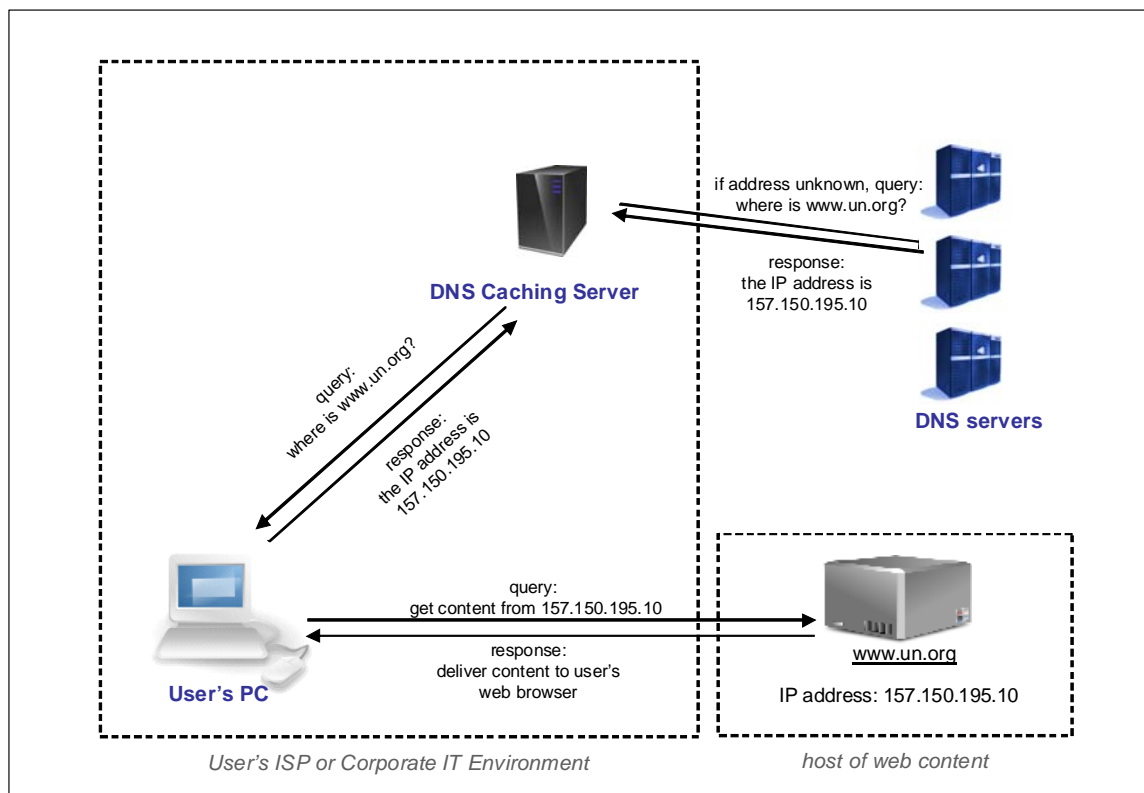 if address unknown, query:
where is www.un.org?
response:
the IP address is
157.150.195.10
DNS Caching Server
DNS servers
query:
where is www.un.org?
response:
the IP address is
157.150.195.10
query:
get content from 157.150.195.10
response:
deliver content to user's
web browser
User's PC
www.un.org
IP address: 157.150.195.10
User's ISP or Corporate IT Environment
host of web content